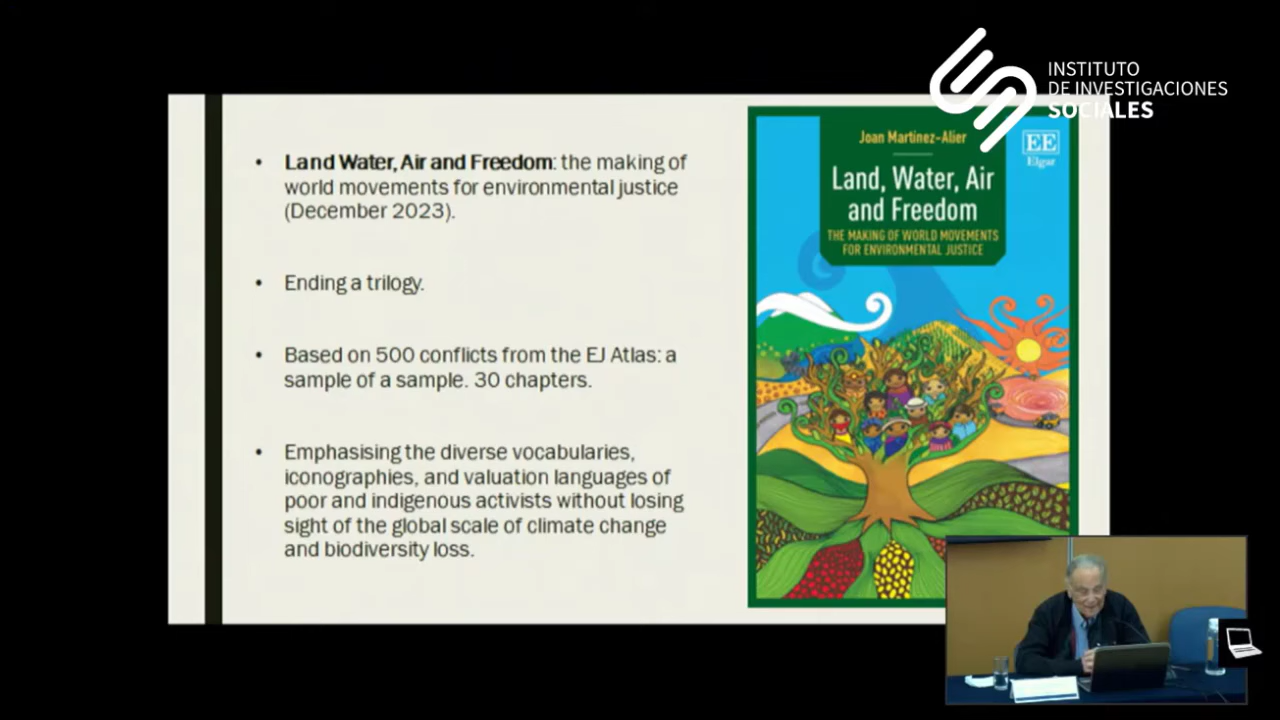 INSTITUTO
DE INVESTIGACIONES
SOCIALES
• Land Water, Air and Freedom: the making of
world movements for environmental justice
(December 2023).
• Ending a trilogy.
• Based on 500 conflicts from the EJ Atlas: a
sample of a sample. 30 chapters.
• Emphasising the diverse vocabularies,
iconographies, and valuation languages of
poor and indigenous activists without losing
sight of the global scale of climate change
and biodiversity loss.
Joan Martínez-Alier
EE
Elgar
Land, Water, Air
and Freedom
THE MAKING OF WORLD MOVEMENTS
FOR ENVIRONMENTAL JUSTICE